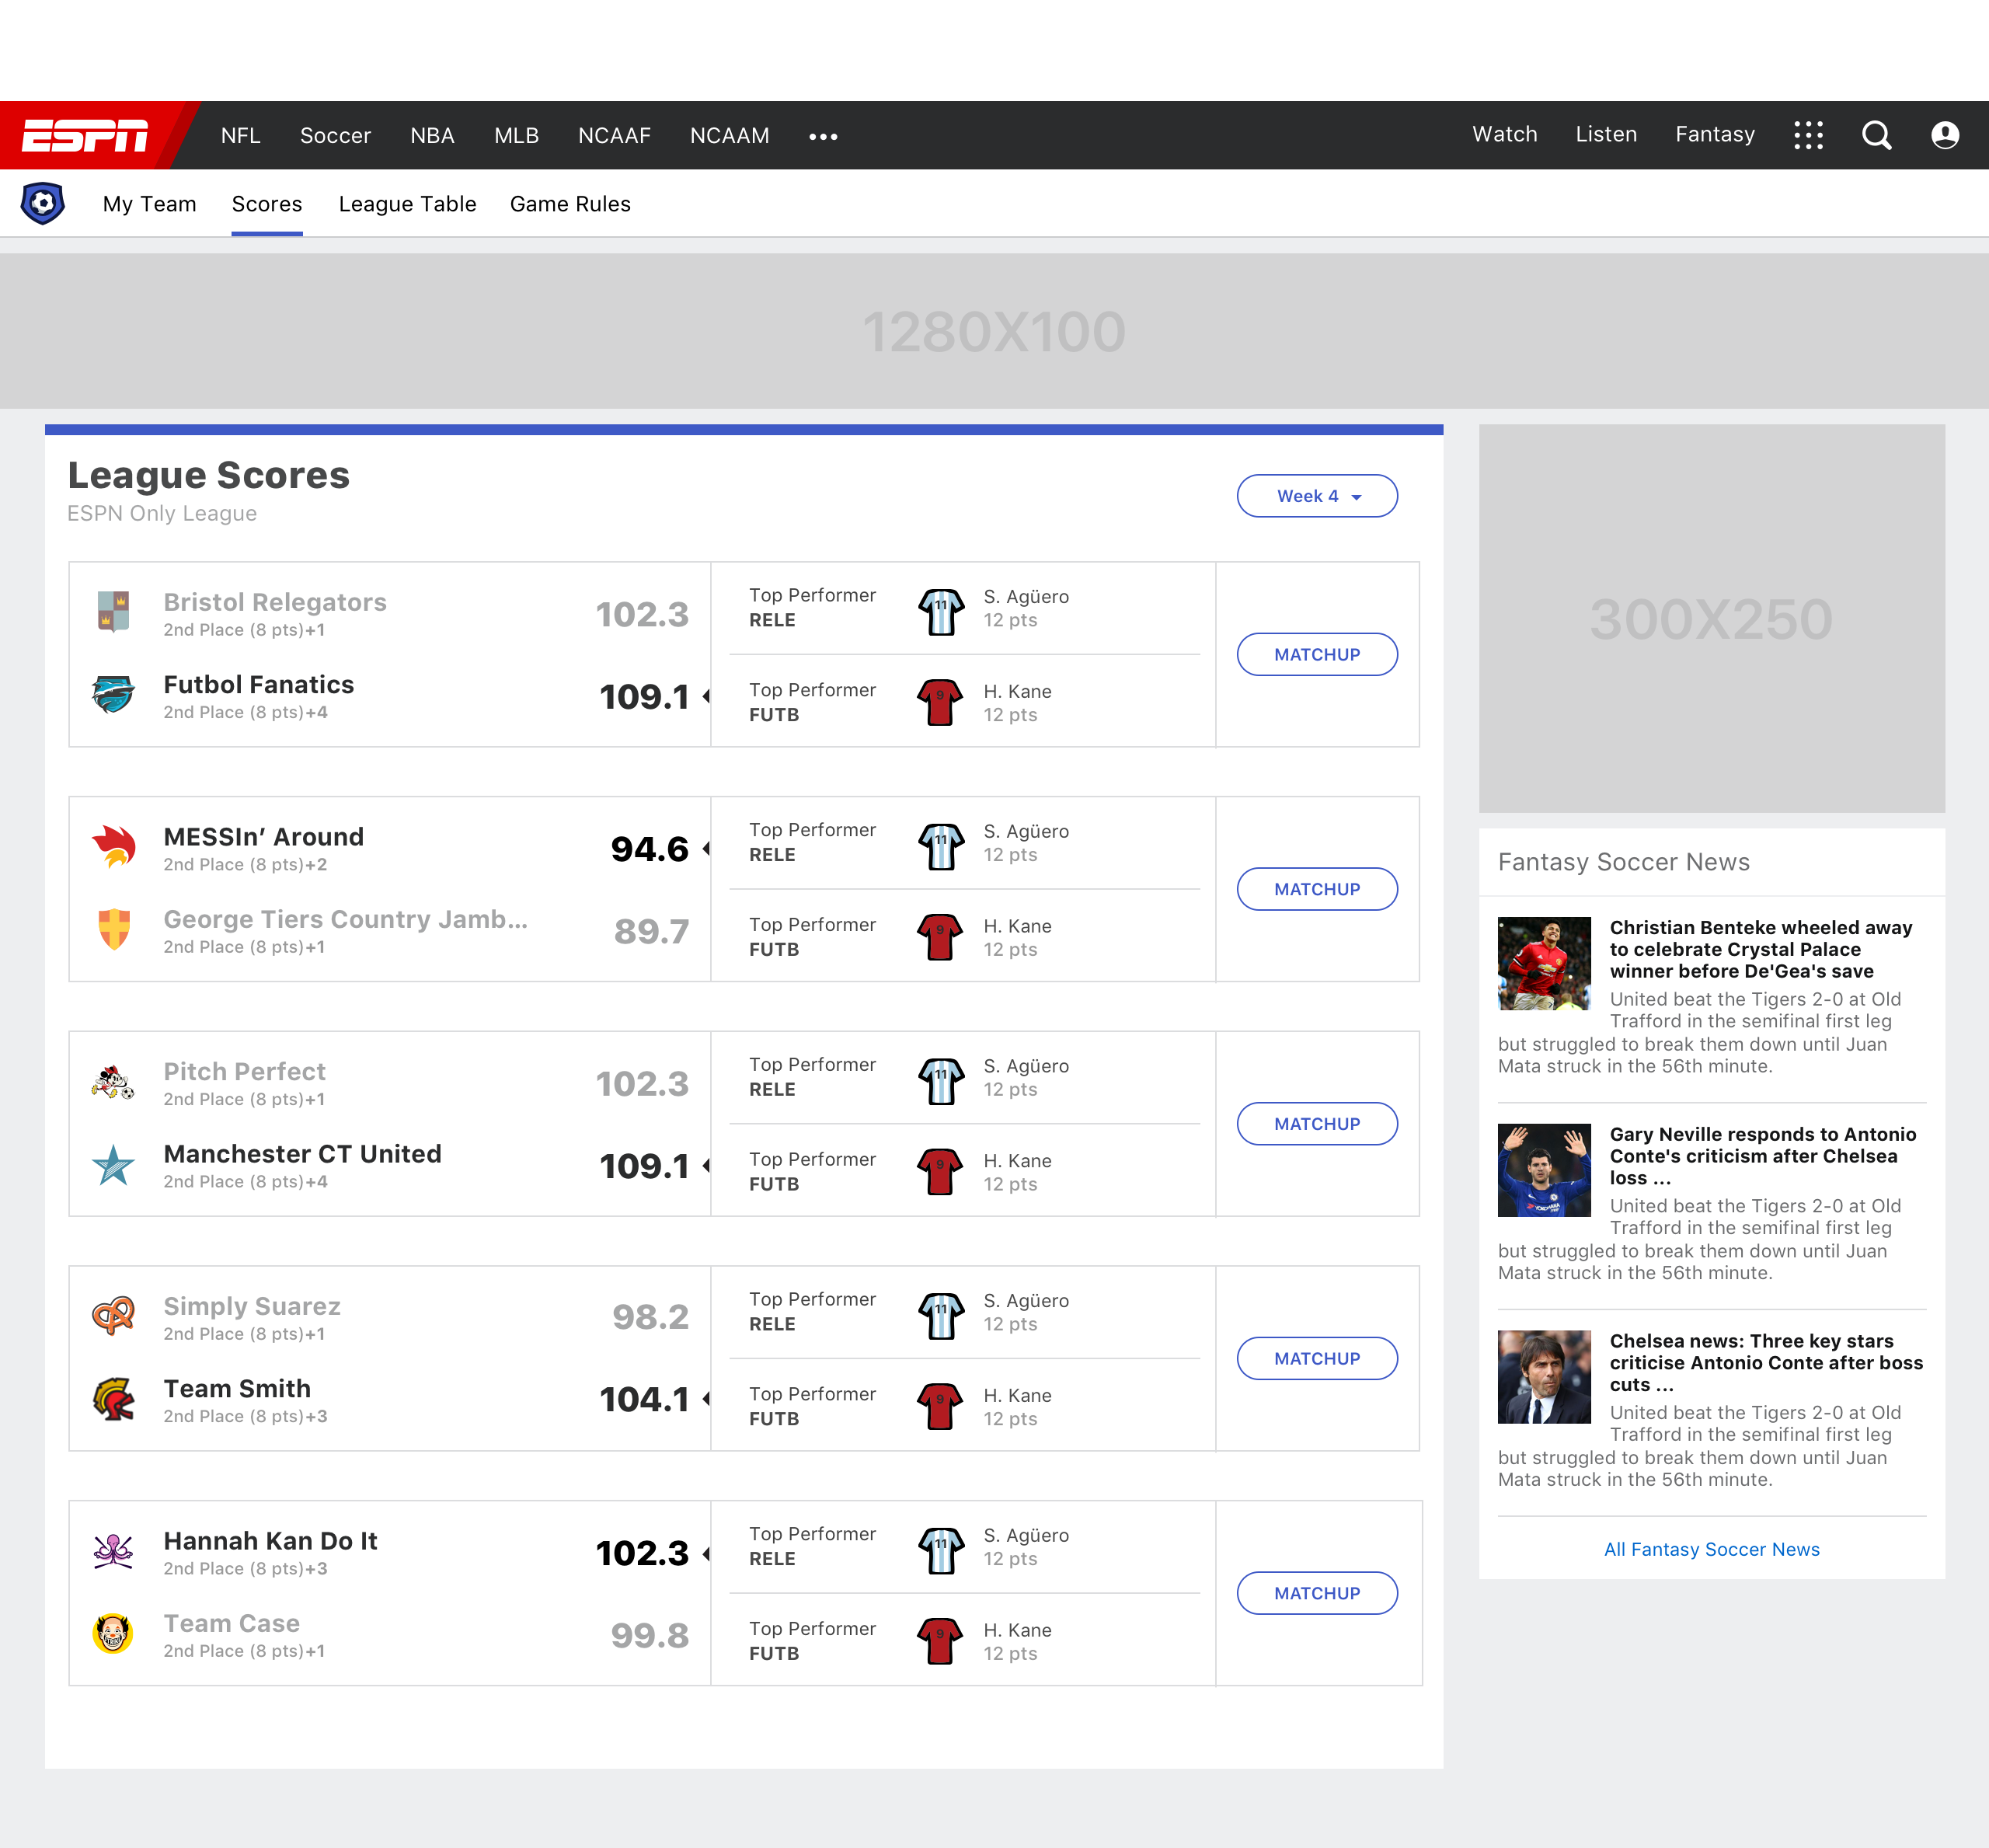 ESPN
NFL Soccer NBA MLB NCAAF NCAAM •••
Watch Listen Fantasy
My Team Scores League Table Game Rules
1280X100
League Scores
ESPN Only League
Week 4
Bristol Relegators
2nd Place (8 pts)+1
102.3
Futbol Fanatics
2nd Place (8 pts)+4
109.1
Top Performer
RELE
11
S. Agüero
12 pts
Top Performer
FUTB
9
H. Kane
12 pts
MATCHUP
MESSIn’ Around
2nd Place (8 pts)+2
94.6
George Tiers Country Jamb...
2nd Place (8 pts)+1
89.7
Top Performer
RELE
11
S. Agüero
12 pts
Top Performer
FUTB
9
H. Kane
12 pts
MATCHUP
Pitch Perfect
2nd Place (8 pts)+1
102.3
Manchester CT United
2nd Place (8 pts)+4
109.1
Top Performer
RELE
11
S. Agüero
12 pts
Top Performer
FUTB
9
H. Kane
12 pts
MATCHUP
Simply Suarez
2nd Place (8 pts)+1
98.2
Team Smith
2nd Place (8 pts)+3
104.1
Top Performer
RELE
11
S. Agüero
12 pts
Top Performer
FUTB
9
H. Kane
12 pts
MATCHUP
Hannah Kan Do It
2nd Place (8 pts)+3
102.3
Team Case
2nd Place (8 pts)+1
99.8
Top Performer
RELE
11
S. Agüero
12 pts
Top Performer
FUTB
9
H. Kane
12 pts
MATCHUP
300X250
Fantasy Soccer News
Christian Benteke wheeled away
to celebrate Crystal Palace
winner before De'Gea's save
United beat the Tigers 2-0 at Old
Trafford in the semifinal first leg
but struggled to break them down until Juan
Mata struck in the 56th minute.
Gary Neville responds to Antonio
Conte's criticism after Chelsea
loss ...
United beat the Tigers 2-0 at Old
Trafford in the semifinal first leg
but struggled to break them down until Juan
Mata struck in the 56th minute.
Chelsea news: Three key stars
criticise Antonio Conte after boss
cuts ...
United beat the Tigers 2-0 at Old
Trafford in the semifinal first leg
but struggled to break them down until Juan
Mata struck in the 56th minute.
All Fantasy Soccer News